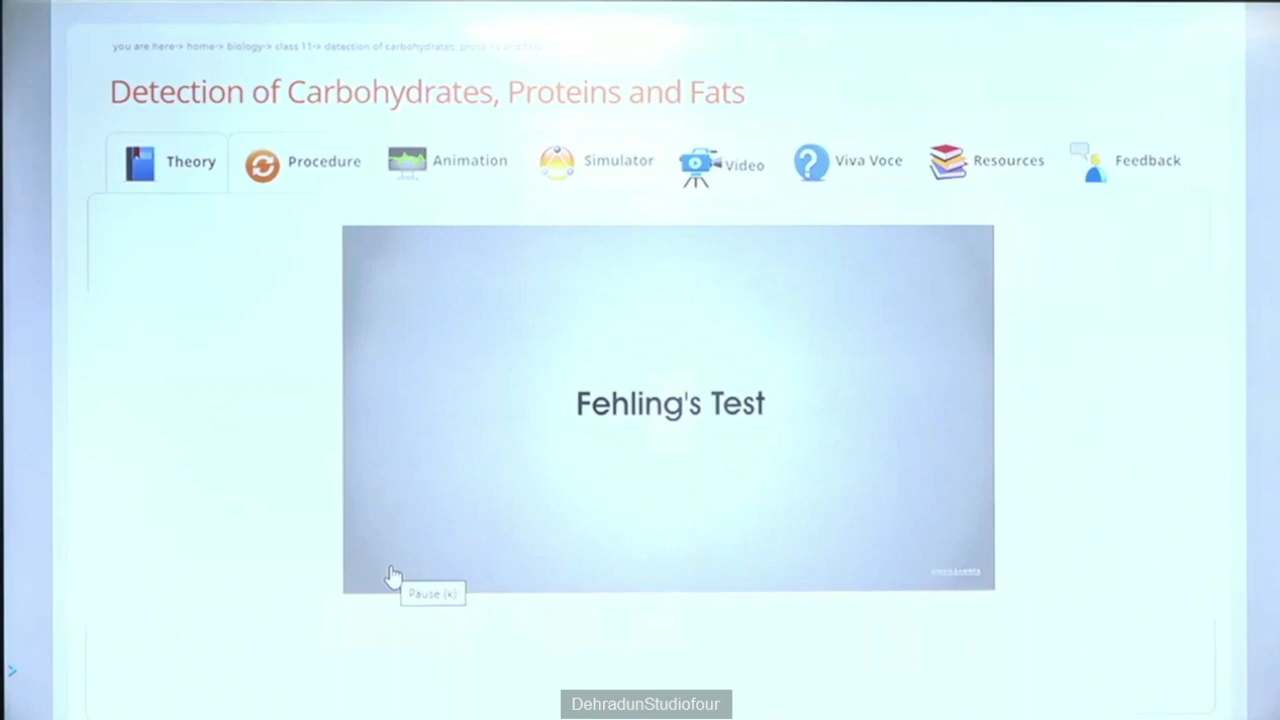 you are here-> home-> biology-> class 11-> detection of carbohydrates, proteins and fats
Detection of Carbohydrates, Proteins and Fats
Theory
Procedure
Animation
Simulator
Video
Viva Voce
Resources
Feedback
Fehling's Test
Pause (k)
>
DehradunStudiofour